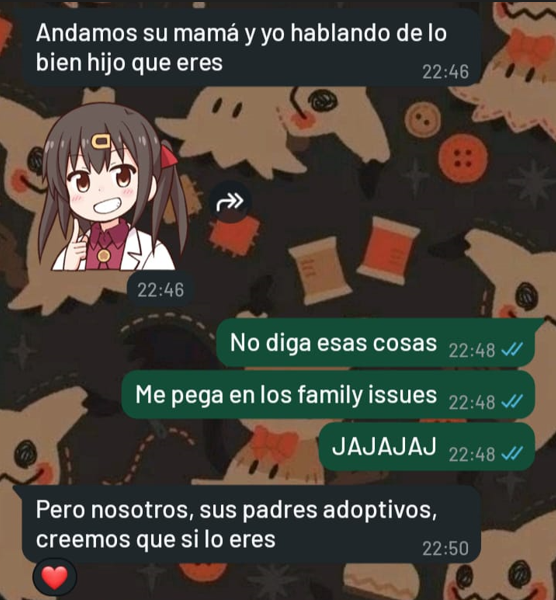 Andamos su mamá y yo hablando de lo
bien hijo que eres
22:46
22:46
No diga esas cosas
22:48
Me pega en los family issues
22:48
JAJAJAJ
22:48
Pero nosotros, sus padres adoptivos,
creemos que si lo eres
22:50